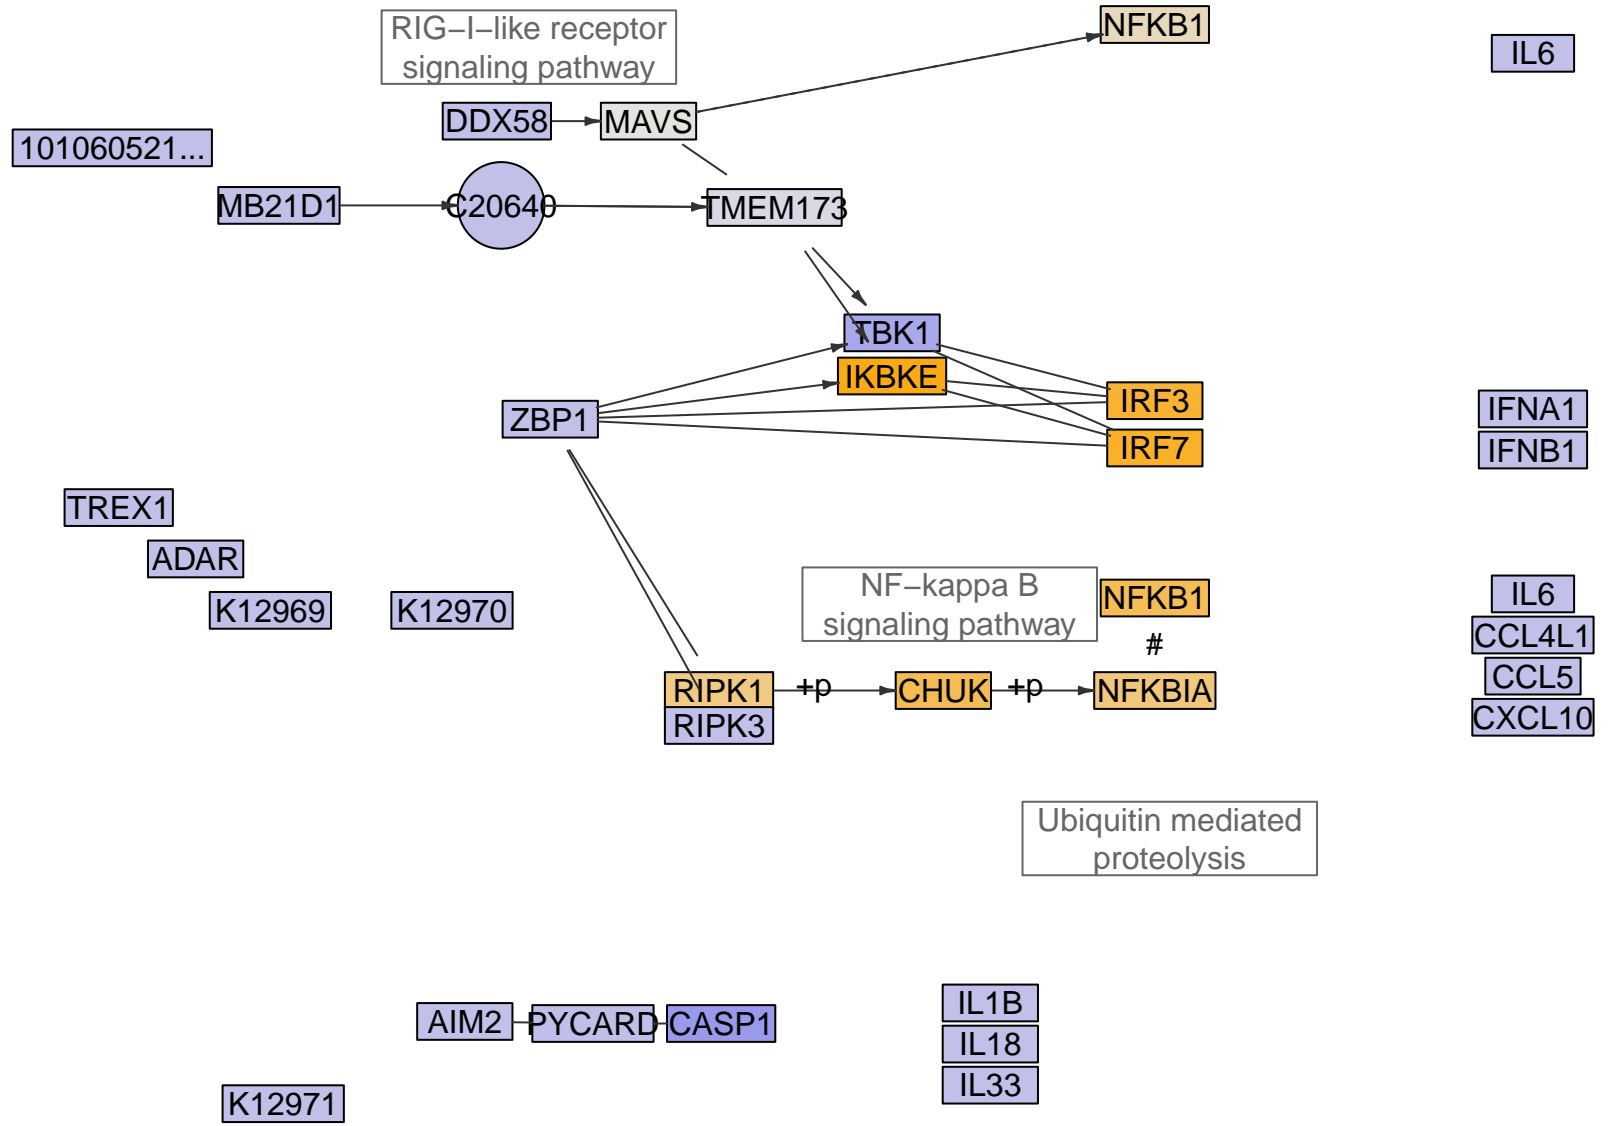 RIG−I−like receptor
signaling pathway
NFKB1
IL6
DDX58
MAVS
101060521...
MB21D1
C20640
TMEM173
TBK1
IKBKE
ZBP1
IRF3
IRF7
IFNA1
IFNB1
TREX1
ADAR
K12969
K12970
NF−kappa B
signaling pathway
NFKB1
#
IL6
CCL4L1
CCL5
CXCL10
RIPK1
+p
CHUK
+p
NFKBIA
RIPK3
Ubiquitin mediated
proteolysis
AIM2
PYCARD
CASP1
IL1B
IL18
IL33
K12971